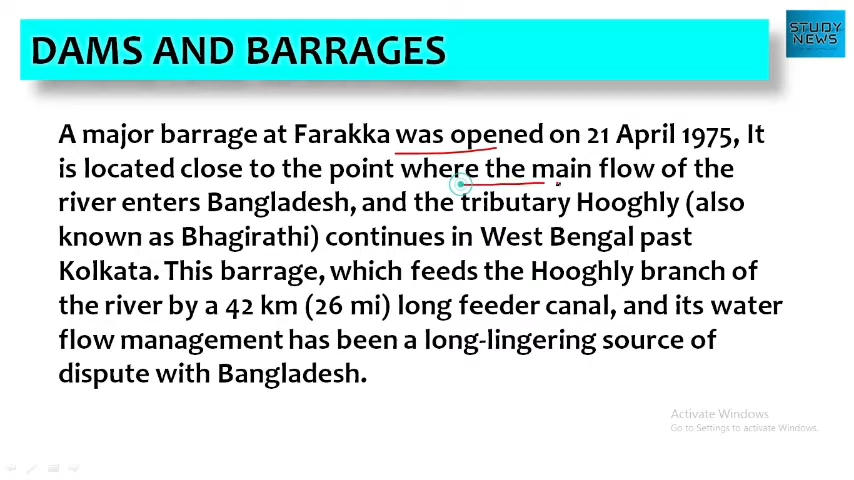 DAMS AND BARRAGES
STUDY
NEWS
A major barrage at Farakka was opened on 21 April 1975, It
is located close to the point where the main flow of the
river enters Bangladesh, and the tributary Hooghly (also
known as Bhagirathi) continues in West Bengal past
Kolkata. This barrage, which feeds the Hooghly branch of
the river by a 42 km (26 mi) long feeder canal, and its water
flow management has been a long-lingering source of
dispute with Bangladesh.
Activate Windows
Go to Settings to activate Windows.